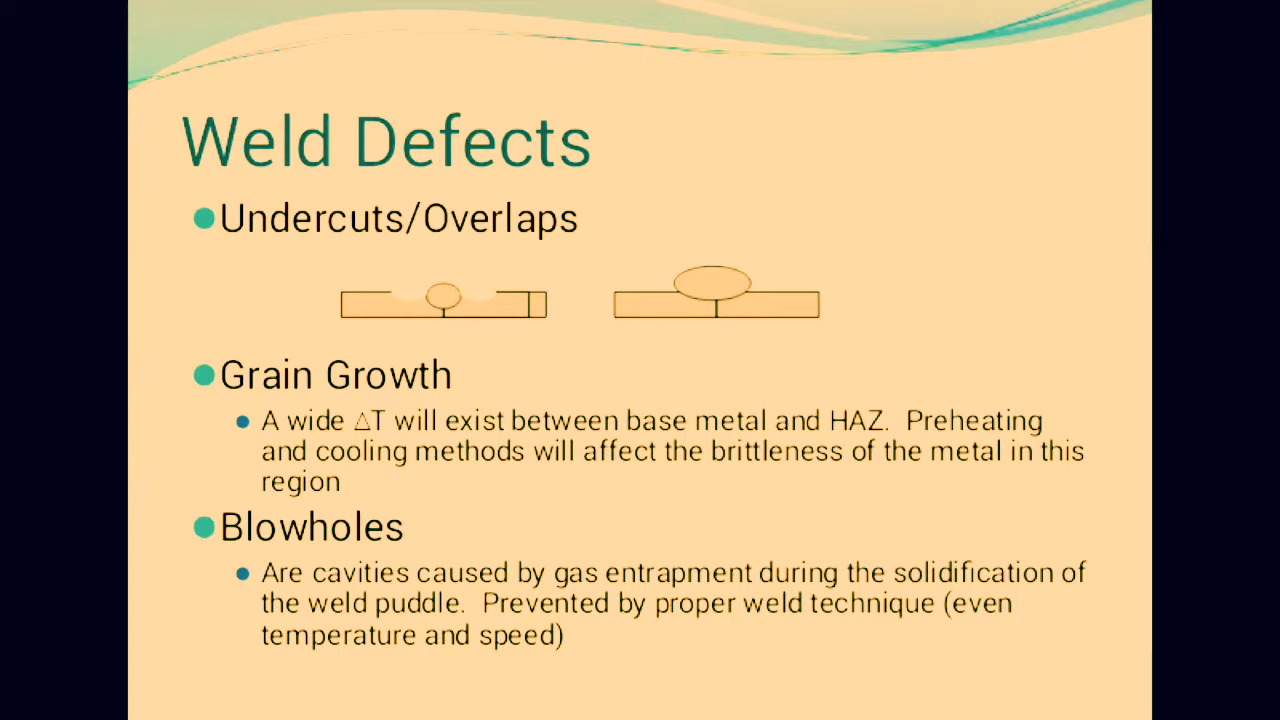 Weld Defects
Undercuts/Overlaps
Grain Growth
A wide △T will exist between base metal and HAZ. Preheating
and cooling methods will affect the brittleness of the metal in this
region
Blowholes
Are cavities caused by gas entrapment during the solidification of
the weld puddle. Prevented by proper weld technique (even
temperature and speed)